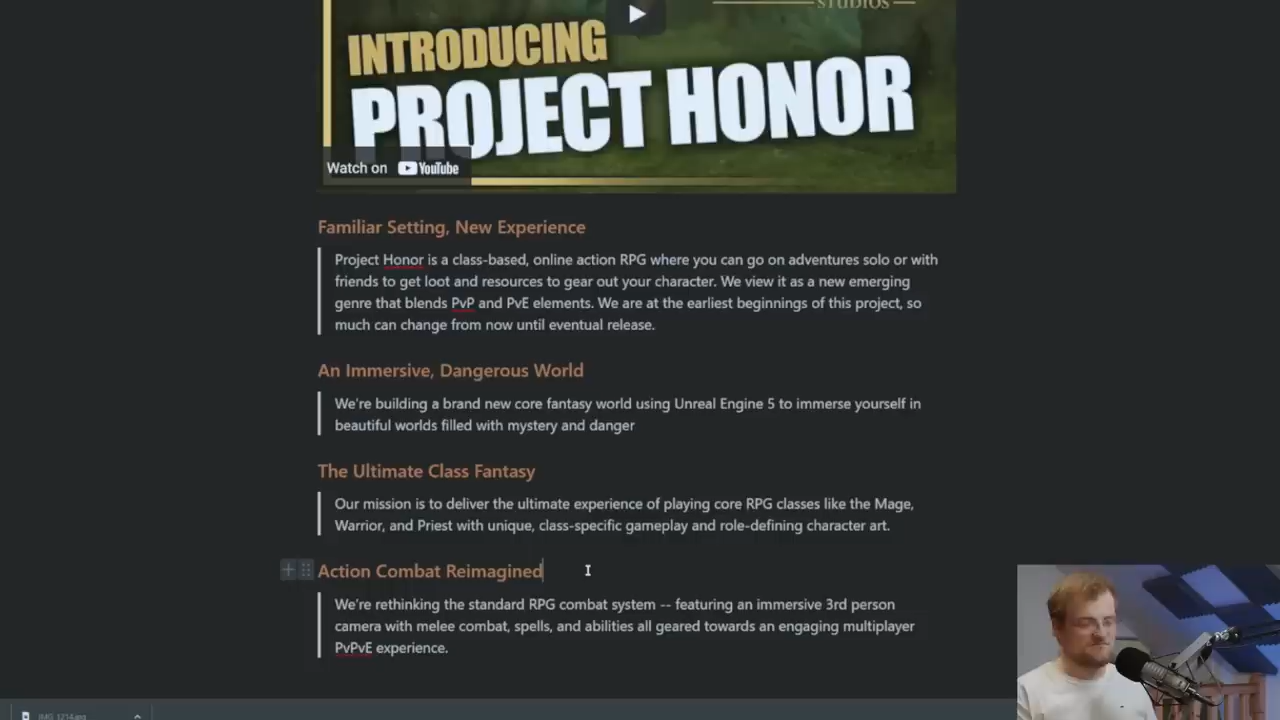 STUDIOS
INTRODUCING
PROJECT HONOR
Watch on YouTube
Familiar Setting, New Experience
Project Honor is a class-based, online action RPG where you can go on adventures solo or with
friends to get loot and resources to gear out your character. We view it as a new emerging
genre that blends PvP and PvE elements. We are at the earliest beginnings of this project, so
much can change from now until eventual release.
An Immersive, Dangerous World
We're building a brand new core fantasy world using Unreal Engine 5 to immerse yourself in
beautiful worlds filled with mystery and danger
The Ultimate Class Fantasy
Our mission is to deliver the ultimate experience of playing core RPG classes like the Mage,
Warrior, and Priest with unique, class-specific gameplay and role-defining character art.
Action Combat Reimagined
We're rethinking the standard RPG combat system -- featuring an immersive 3rd person
camera with melee combat, spells, and abilities all geared towards an engaging multiplayer
PvPvE experience.
IMG_1214.jpg